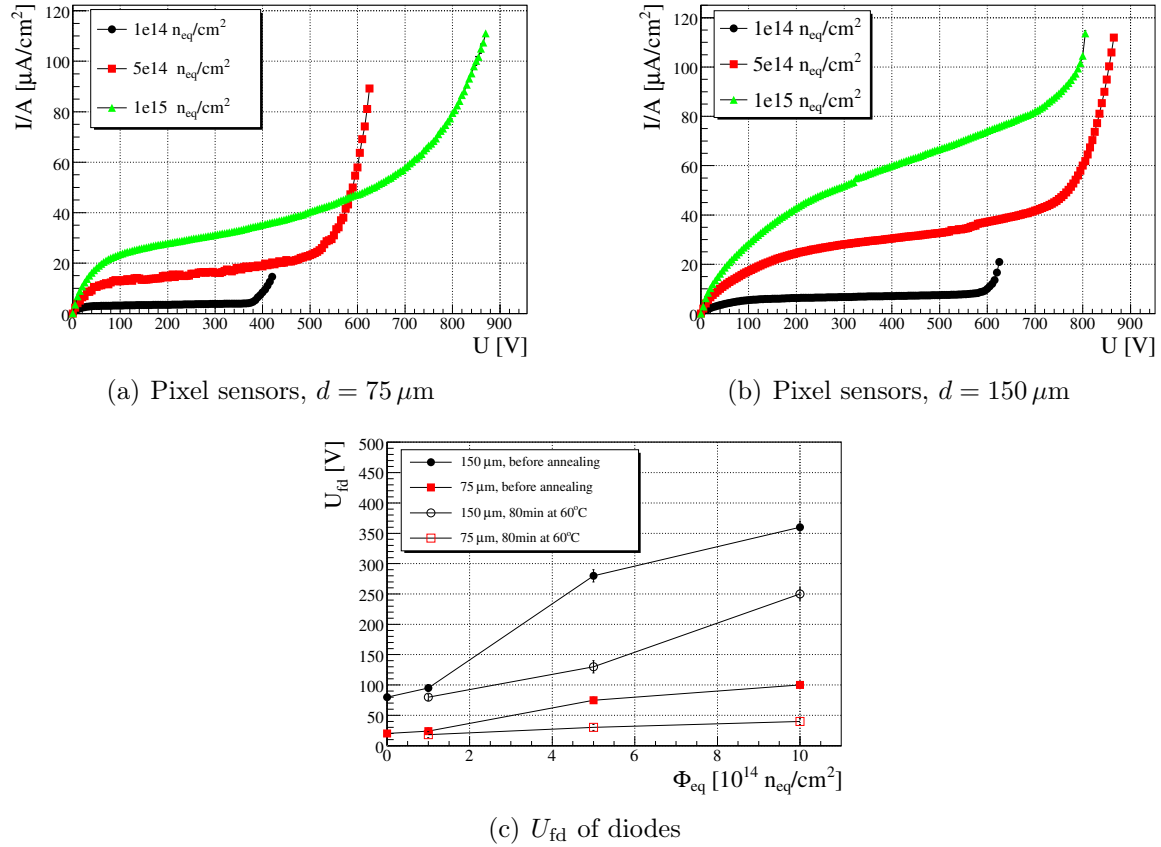 I/A [μA/cm²]
120
100
80
60
40
20
0
1e14 n_eq/cm²
5e14 n_eq/cm²
1e15 n_eq/cm²
0 100 200 300 400 500 600 700 800 900
U [V]
(a) Pixel sensors, d = 75 μm
I/A [μA/cm²]
120
100
80
60
40
20
0
1e14 n_eq/cm²
5e14 n_eq/cm²
1e15 n_eq/cm²
0 100 200 300 400 500 600 700 800 900
U [V]
(b) Pixel sensors, d = 150 μm
U_fd [V]
500
450
400
350
300
250
200
150
100
50
0
150 μm, before annealing
75 μm, before annealing
150 μm, 80min at 60°C
75 μm, 80min at 60°C
0 2 4 6 8 10
Φ_eq [10¹⁴ n_eq/cm²]
(c) U_fd of diodes